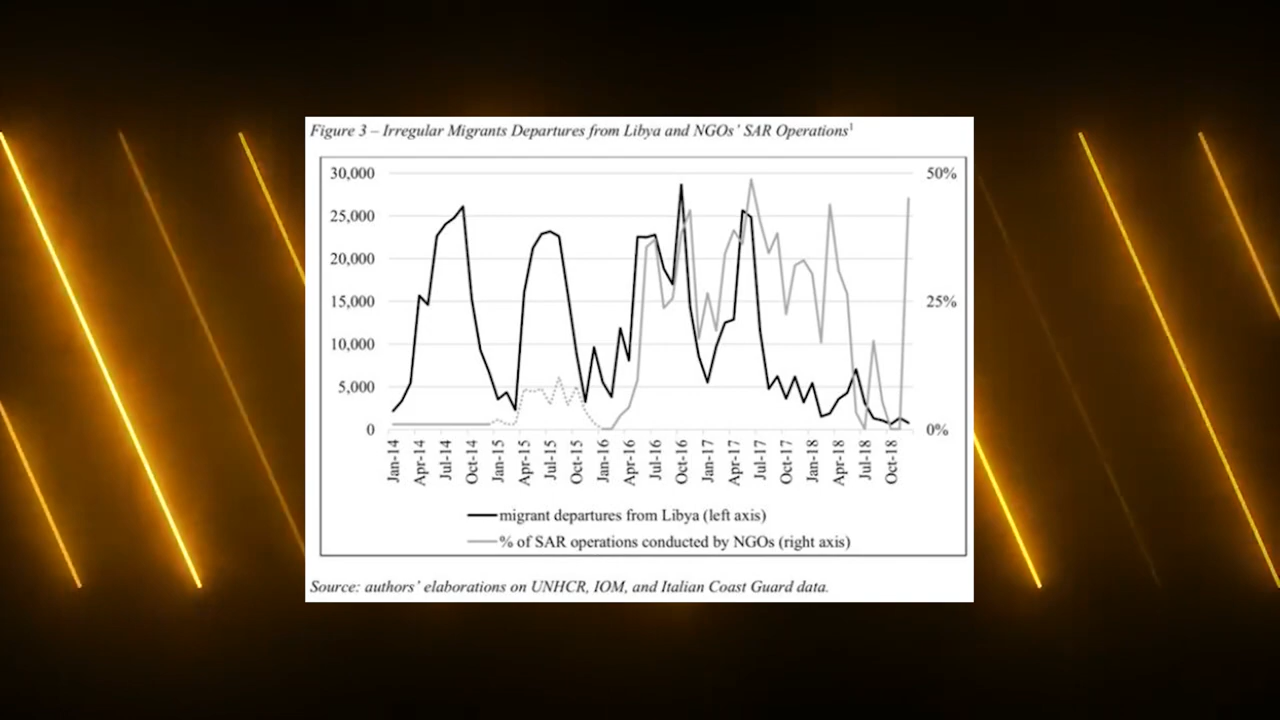 Figure 3 – Irregular Migrants Departures from Libya and NGOs' SAR Operations¹
30,000
25,000
20,000
15,000
10,000
5,000
0
50%
25%
0%
Jan-14
Apr-14
Jul-14
Oct-14
Jan-15
Apr-15
Jul-15
Oct-15
Jan-16
Apr-16
Jul-16
Oct-16
Jan-17
Apr-17
Jul-17
Oct-17
Jan-18
Apr-18
Jul-18
Oct-18
migrant departures from Libya (left axis)
% of SAR operations conducted by NGOs (right axis)
Source: authors' elaborations on UNHCR, IOM, and Italian Coast Guard data.